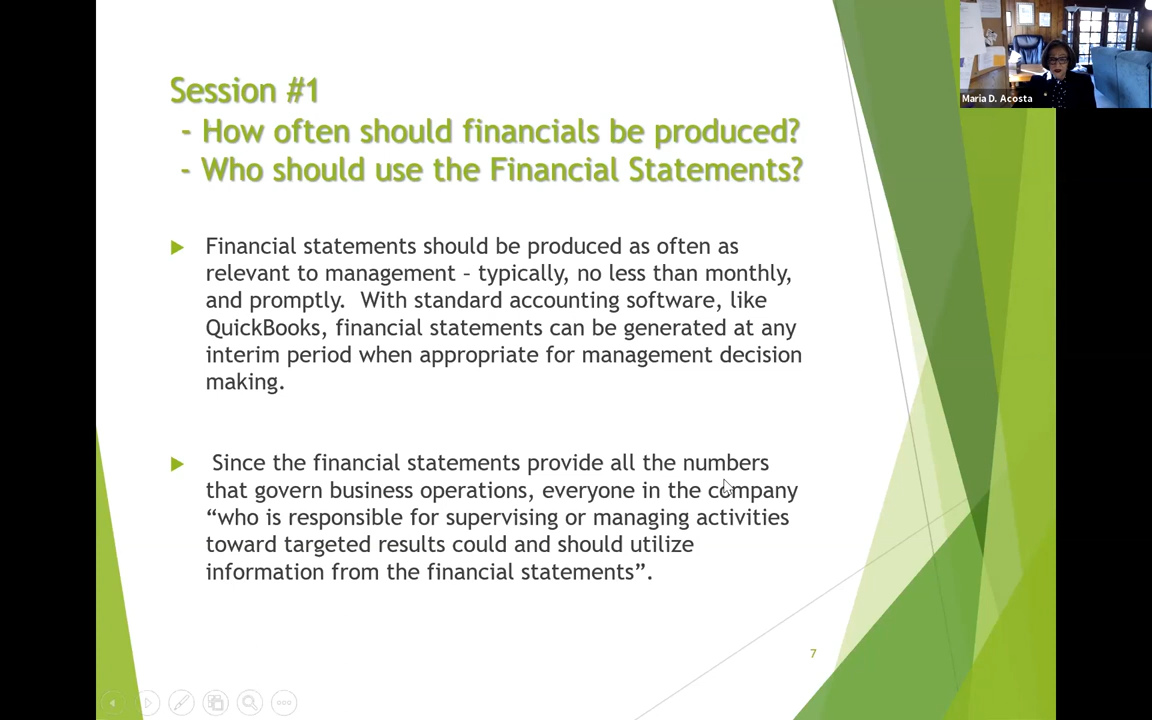 Session #1
- How often should financials be produced?
- Who should use the Financial Statements?
Financial statements should be produced as often as
relevant to management – typically, no less than monthly,
and promptly.  With standard accounting software, like
QuickBooks, financial statements can be generated at any
interim period when appropriate for management decision
making.
Since the financial statements provide all the numbers
that govern business operations, everyone in the company
“who is responsible for supervising or managing activities
toward targeted results could and should utilize
information from the financial statements”.
7
Maria D. Acosta